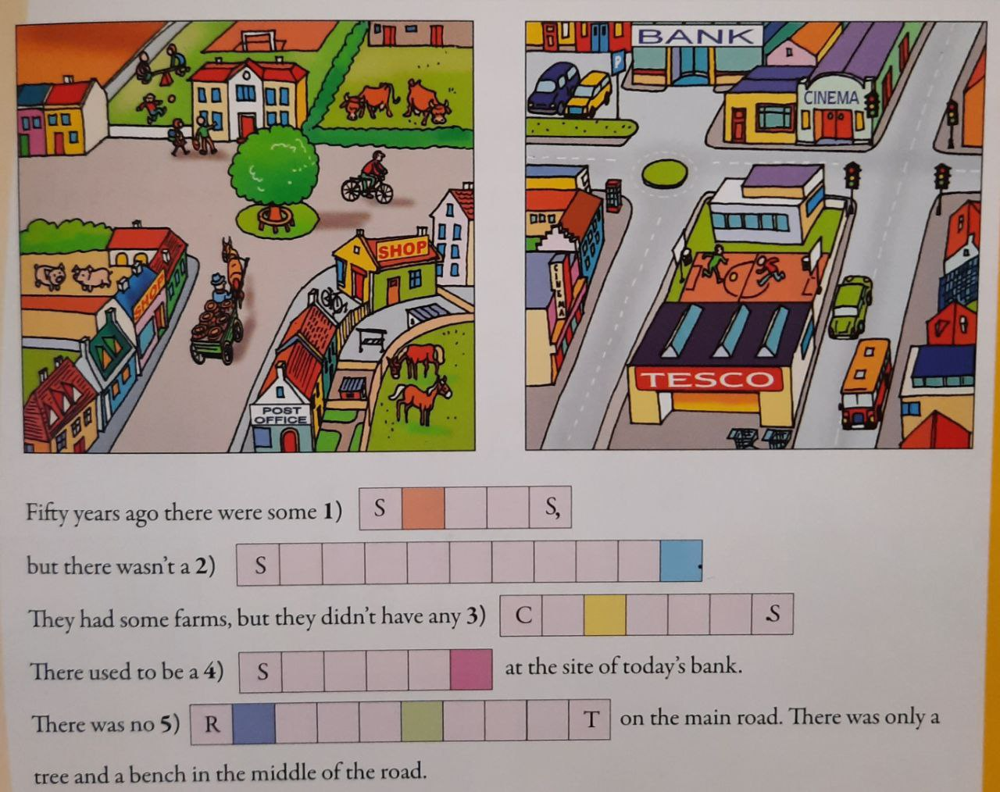 BANK
P
CINEMA
SHOP
SHOP
CINEMA
TESCO
POST
OFFICE
Fifty years ago there were some 1) S S,
but there wasn't a 2) S .
They had some farms, but they didn't have any 3) C .S
There used to be a 4) S at the site of today's bank.
There was no 5) R T on the main road. There was only a
tree and a bench in the middle of the road.